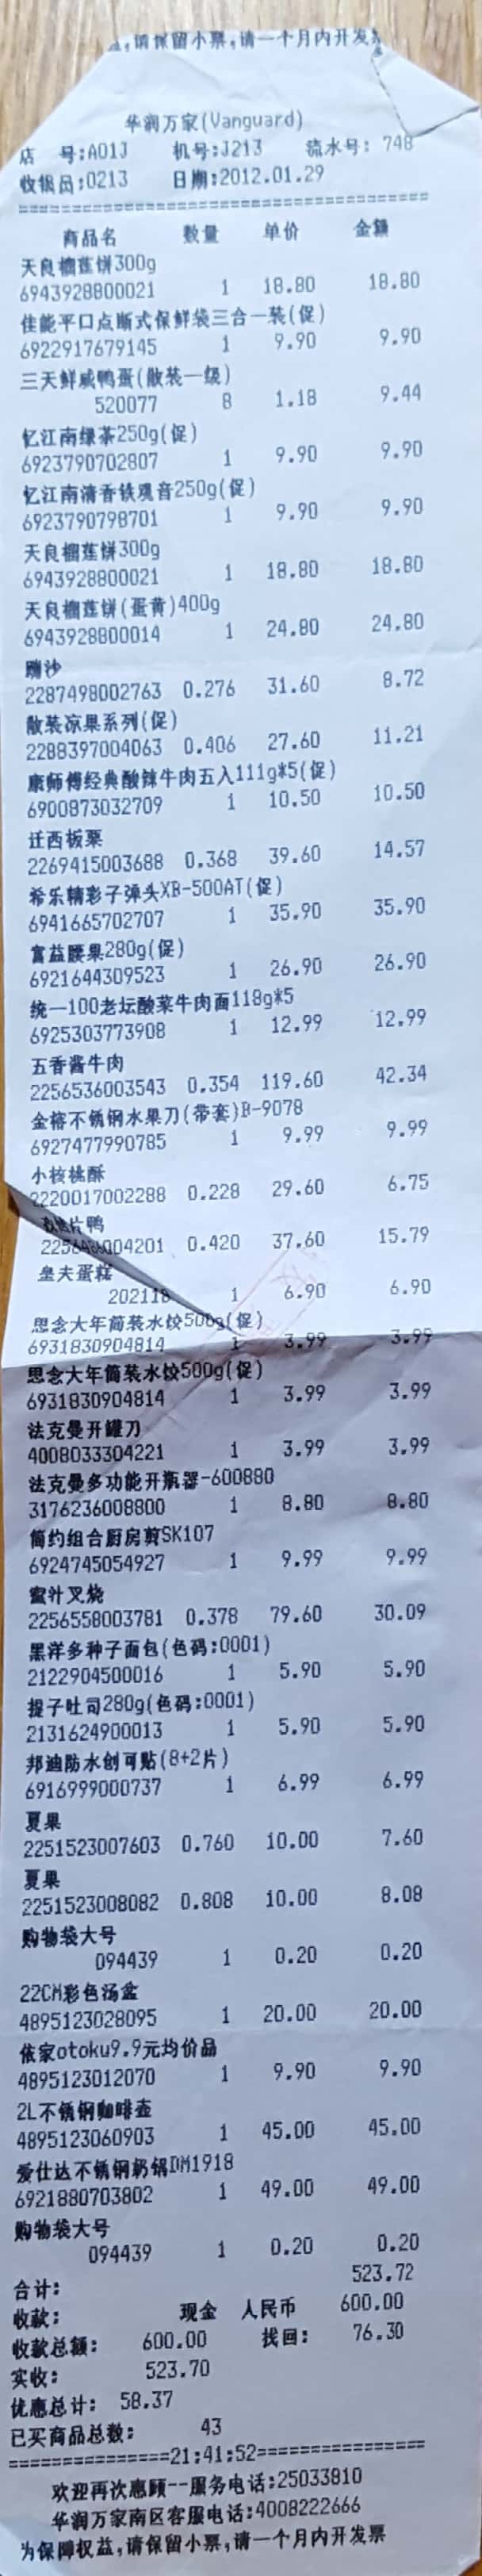 请保留小票,请一个月内开发
华润万家(Vanguard)
店 号:A01J 机号:J213 流水号: 748
收银员:0213 日期:2012.01.29
========================================
商品名 数量 单价 金额
天良榴莲饼300g
6943928800021 1 18.80 18.80
佳能平口点断式保鲜袋三合一装(促)
6922917679145 1 9.90 9.90
三天鲜咸鸭蛋(散装一级)
520077 8 1.18 9.44
忆江南绿茶250g(促)
6923790702807 1 9.90 9.90
忆江南清香铁观音250g(促)
6923790798701 1 9.90 9.90
天良榴莲饼300g
6943928800021 1 18.80 18.80
天良榴莲饼(蛋黄)400g
6943928800014 1 24.80 24.80
2287498002763 0.276 31.60 8.72
散装凉果系列(促)
2288397004063 0.406 27.60 11.21
康师傅经典酸辣牛肉五入111g*5(促)
6900873032709 1 10.50 10.50
迁西板栗
2269415003688 0.368 39.60 14.57
希乐精彩子弹头XB-500AT(促)
6941665702707 1 35.90 35.90
富益腰果280g(促)
6921644309523 1 26.90 26.90
统一100老坛酸菜牛肉面118g*5
6925303773908 1 12.99 12.99
五香酱牛肉
2256536003543 0.354 119.60 42.34
金榕不锈钢水果刀(带套)B-9078
6927477990785 1 9.99 9.99
小核桃酥
2220017002288 0.228 29.60 6.75
片鸭
004201 0.420 37.60 15.79
皇夫蛋糕
202118 1 6.90 6.90
思念大年筒装水饺500g(促)
6931830904814 1 3.99 3.99
思念大年筒装水饺500g(促)
6931830904814 1 3.99 3.99
法克曼开罐刀
4008033304221 1 3.99 3.99
法克曼多功能开瓶器-600880
3176236008800 1 8.80 8.80
简约组合厨房剪SK107
6924745054927 1 9.99 9.99
蜜汁叉烧
2256558003781 0.378 79.60 30.09
黑洋多种子面包(色码:0001)
2122904500016 1 5.90 5.90
提子吐司280g(色码:0001)
2131624900013 1 5.90 5.90
邦迪防水创可贴(8+2片)
6916999000737 1 6.99 6.99
夏果
2251523007603 0.760 10.00 7.60
夏果
2251523008082 0.808 10.00 8.08
购物袋大号
094439 1 0.20 0.20
22CM彩色汤盆
4895123028095 1 20.00 20.00
依家otoku9.9元均价品
4895123012070 1 9.90 9.90
2L不锈钢咖啡壶
4895123060903 1 45.00 45.00
爱仕达不锈钢奶锅DM1918
6921880703802 1 49.00 49.00
购物袋大号
094439 1 0.20 0.20
合计: 523.72
收款: 现金 人民币 600.00
收款总额: 600.00 找回: 76.30
实收: 523.70
优惠总计: 58.37
已买商品总数: 43
===============21:41:52================
欢迎再次惠顾--服务电话:25033810
华润万家南区客服电话:4008222666
为保障权益,请保留小票,请一个月内开发票